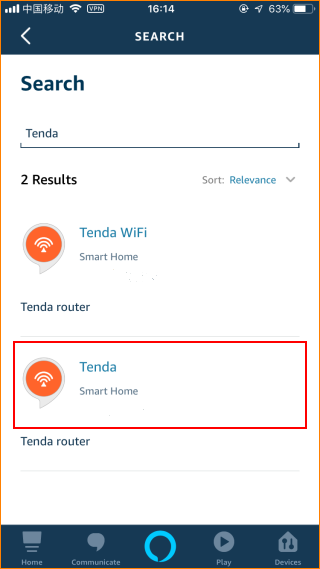 中国移动 VPN 16:14 63%
SEARCH
Search
Tenda
2 Results Sort: Relevance
Tenda WiFi
Smart Home
Tenda router
Tenda
Smart Home
Tenda router
Home Communicate Play Devices